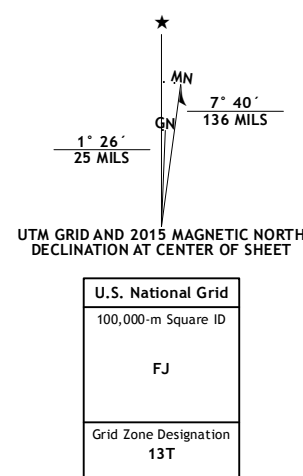 ★
MN
7° 40´
136 MILS
GN
1° 26´
25 MILS
UTM GRID AND 2015 MAGNETIC NORTH
DECLINATION AT CENTER OF SHEET
U.S. National Grid
100,000-m Square ID
FJ
Grid Zone Designation
13T